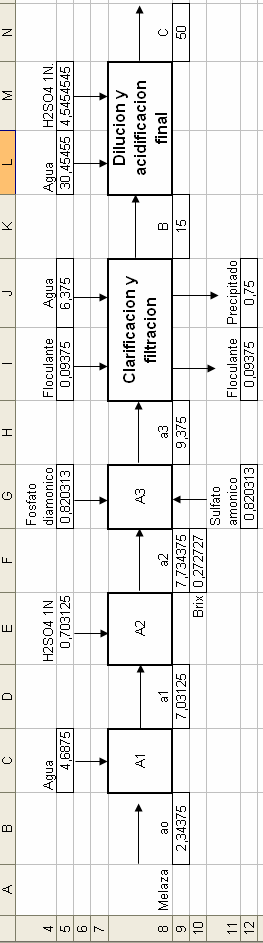 A B C D E F G H I J K L M N
4 Agua H2SO4 1N Fosfato diamonico Floculante Agua Agua H2SO4 1N.
5 4,6875 0,703125 0,820313 0,09375 6,375 30,45455 4,5454545
6
7
8 Melaza ao A1 a1 A2 a2 A3 a3 Clarificacion y filtracion B Dilucion y acidificacion final C
9 2,34375 7,03125 7,734375 9,375 15 50
10 Brix 0,272727
11 Sulfato amonico Floculante Precipitado
12 0,820313 0,09375 0,75